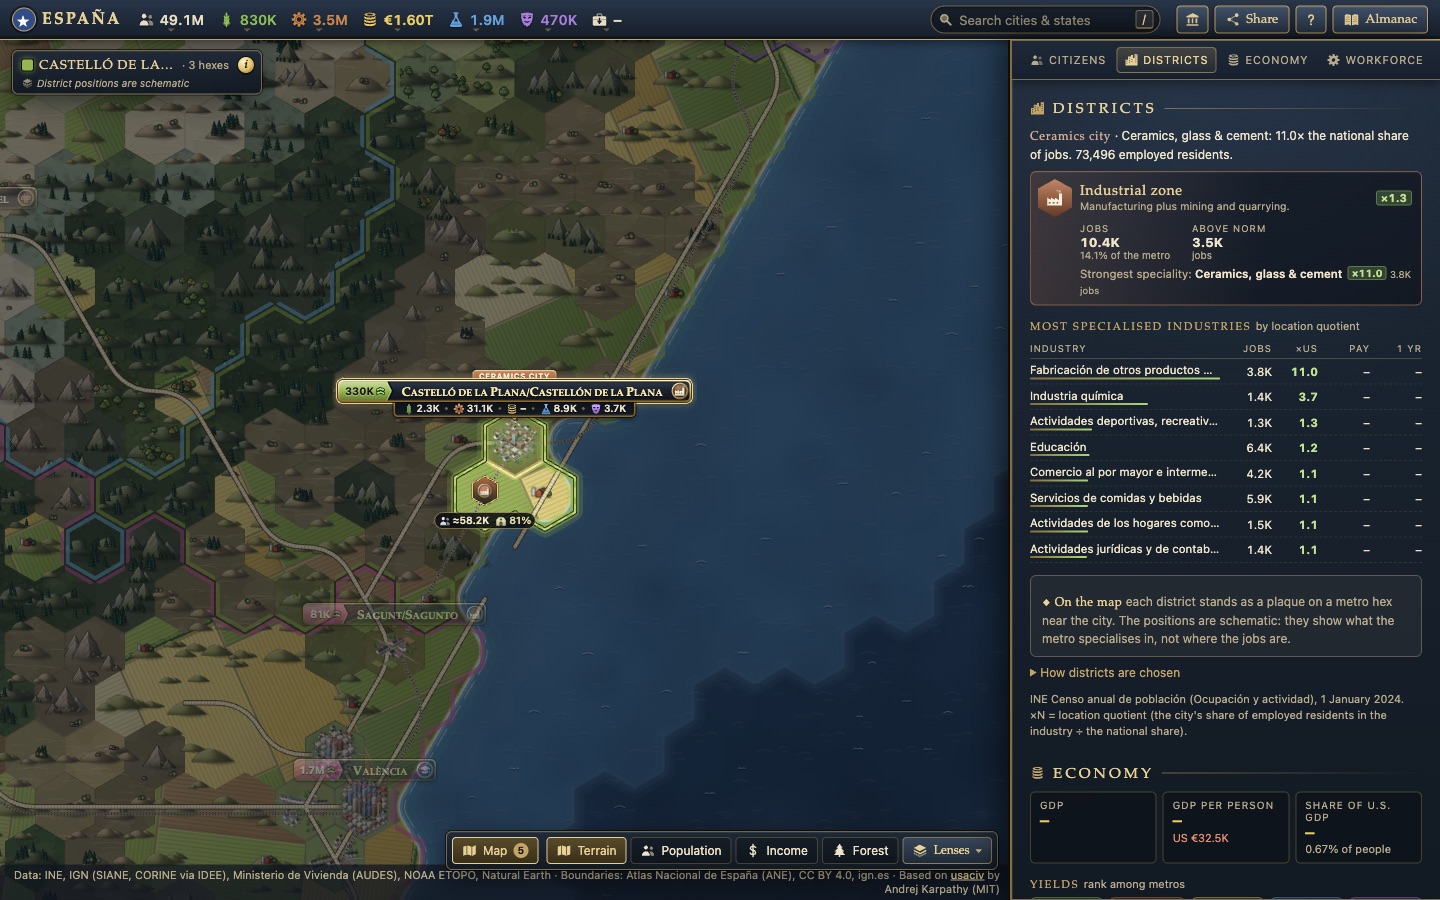 ESPAÑA 49.1M 830K 3.5M €1.60T 1.9M 470K –
Search cities & states /
Share ? Almanac
CASTELLÓ DE LA... · 3 hexes i
District positions are schematic
CITIZENS DISTRICTS ECONOMY WORKFORCE
DISTRICTS
Ceramics city · Ceramics, glass & cement: 11.0× the national share
of jobs. 73,496 employed residents.
Industrial zone
Manufacturing plus mining and quarrying.
×1.3
JOBS ABOVE NORM
10.4K 3.5K
14.1% of the metro jobs
Strongest speciality: Ceramics, glass & cement ×11.0 3.8K
jobs
MOST SPECIALISED INDUSTRIES by location quotient
INDUSTRY JOBS ×US PAY 1 YR
Fabricación de otros productos ... 3.8K 11.0 – –
Industria química 1.4K 3.7 – –
Actividades deportivas, recreativ... 1.3K 1.3 – –
Educación 6.4K 1.2 – –
Comercio al por mayor e interme... 4.2K 1.1 – –
Servicios de comidas y bebidas 5.9K 1.1 – –
Actividades de los hogares como... 1.5K 1.1 – –
Actividades jurídicas y de contab... 1.4K 1.1 – –
◆ On the map each district stands as a plaque on a metro hex
near the city. The positions are schematic: they show what the
metro specialises in, not where the jobs are.
▶ How districts are chosen
INE Censo anual de población (Ocupación y actividad), 1 January 2024.
×N = location quotient (the city's share of employed residents in the
industry ÷ the national share).
ECONOMY
GDP
–
GDP PER PERSON
–
US €32.5K
SHARE OF U.S.
GDP
–
0.67% of people
YIELDS rank among metros
EL
CERAMICS CITY
330K CASTELLÓ DE LA PLANA/CASTELLÓN DE LA PLANA
2.3K · 31.1K · – · 8.9K · 3.7K
≈58.2K 81%
81K SAGUNT/SAGUNTO
1.7M VALÈNCIA
Map 5 Terrain Population $ Income Forest Lenses
Data: INE, IGN (SIANE, CORINE via IDEE), Ministerio de Vivienda (AUDES), NOAA ETOPO, Natural Earth · Boundaries: Atlas Nacional de España (ANE), CC BY 4.0, ign.es · Based on usaciv by
Andrej Karpathy (MIT)